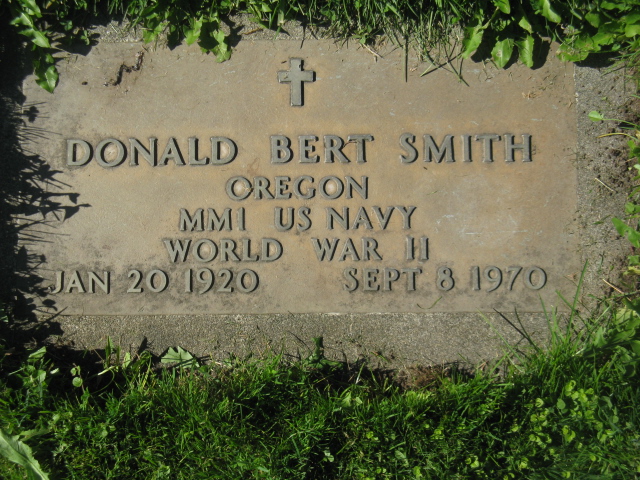 DONALD BERT SMITH
OREGON
MM1 US NAVY
WORLD WAR II
JAN 20 1920 SEPT 8 1970